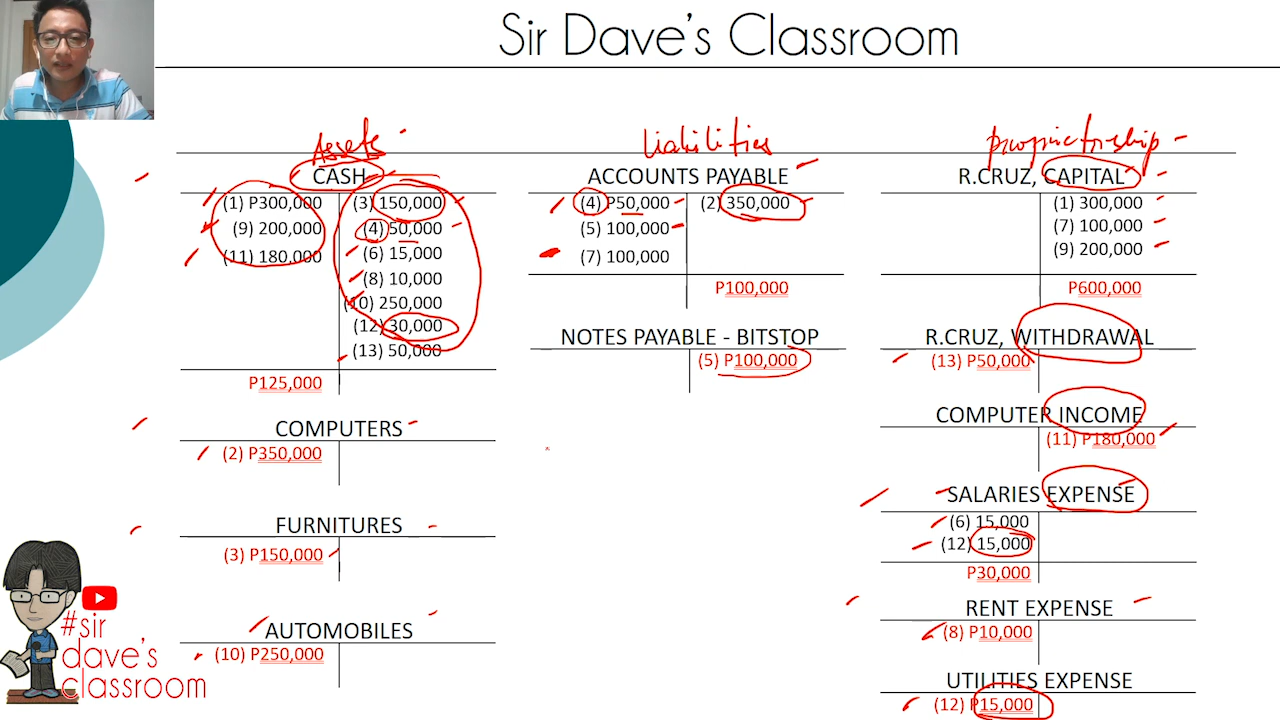 Sir Dave's Classroom
Assets
liabilities
proprietorship
CASH
(1) P300,000
(9) 200,000
(11) 180,000
(3) 150,000
(4) 50,000
(6) 15,000
(8) 10,000
(10) 250,000
(12) 30,000
(13) 50,000
P125,000
COMPUTERS
(2) P350,000
FURNITURES
(3) P150,000
AUTOMOBILES
(10) P250,000
ACCOUNTS PAYABLE
(4) P50,000
(5) 100,000
(7) 100,000
(2) 350,000
P100,000
NOTES PAYABLE - BITSTOP
(5) P100,000
R.CRUZ, CAPITAL
(1) 300,000
(7) 100,000
(9) 200,000
P600,000
R.CRUZ, WITHDRAWAL
(13) P50,000
COMPUTER INCOME
(11) P180,000
SALARIES EXPENSE
(6) 15,000
(12) 15,000
P30,000
RENT EXPENSE
(8) P10,000
UTILITIES EXPENSE
(12) P15,000
#sir
dave's
classroom